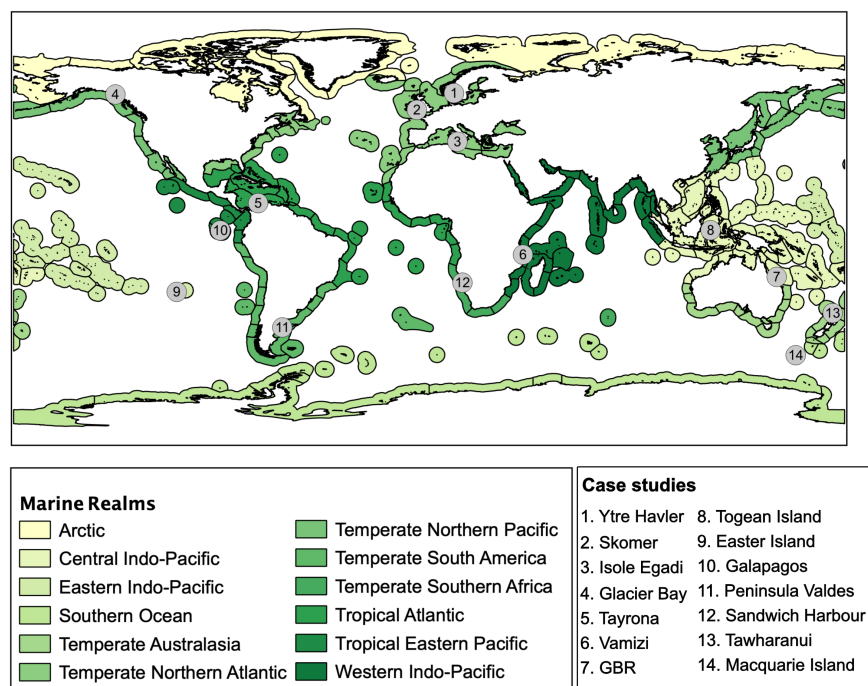 4
1
2
3
5
10
8
6
7
9
12
13
11
14
Marine Realms
Arctic
Central Indo-Pacific
Eastern Indo-Pacific
Southern Ocean
Temperate Australasia
Temperate Northern Atlantic
Temperate Northern Pacific
Temperate South America
Temperate Southern Africa
Tropical Atlantic
Tropical Eastern Pacific
Western Indo-Pacific
Case studies
1. Ytre Havler
2. Skomer
3. Isole Egadi
4. Glacier Bay
5. Tayrona
6. Vamizi
7. GBR
8. Togean Island
9. Easter Island
10. Galapagos
11. Peninsula Valdes
12. Sandwich Harbour
13. Tawharanui
14. Macquarie Island